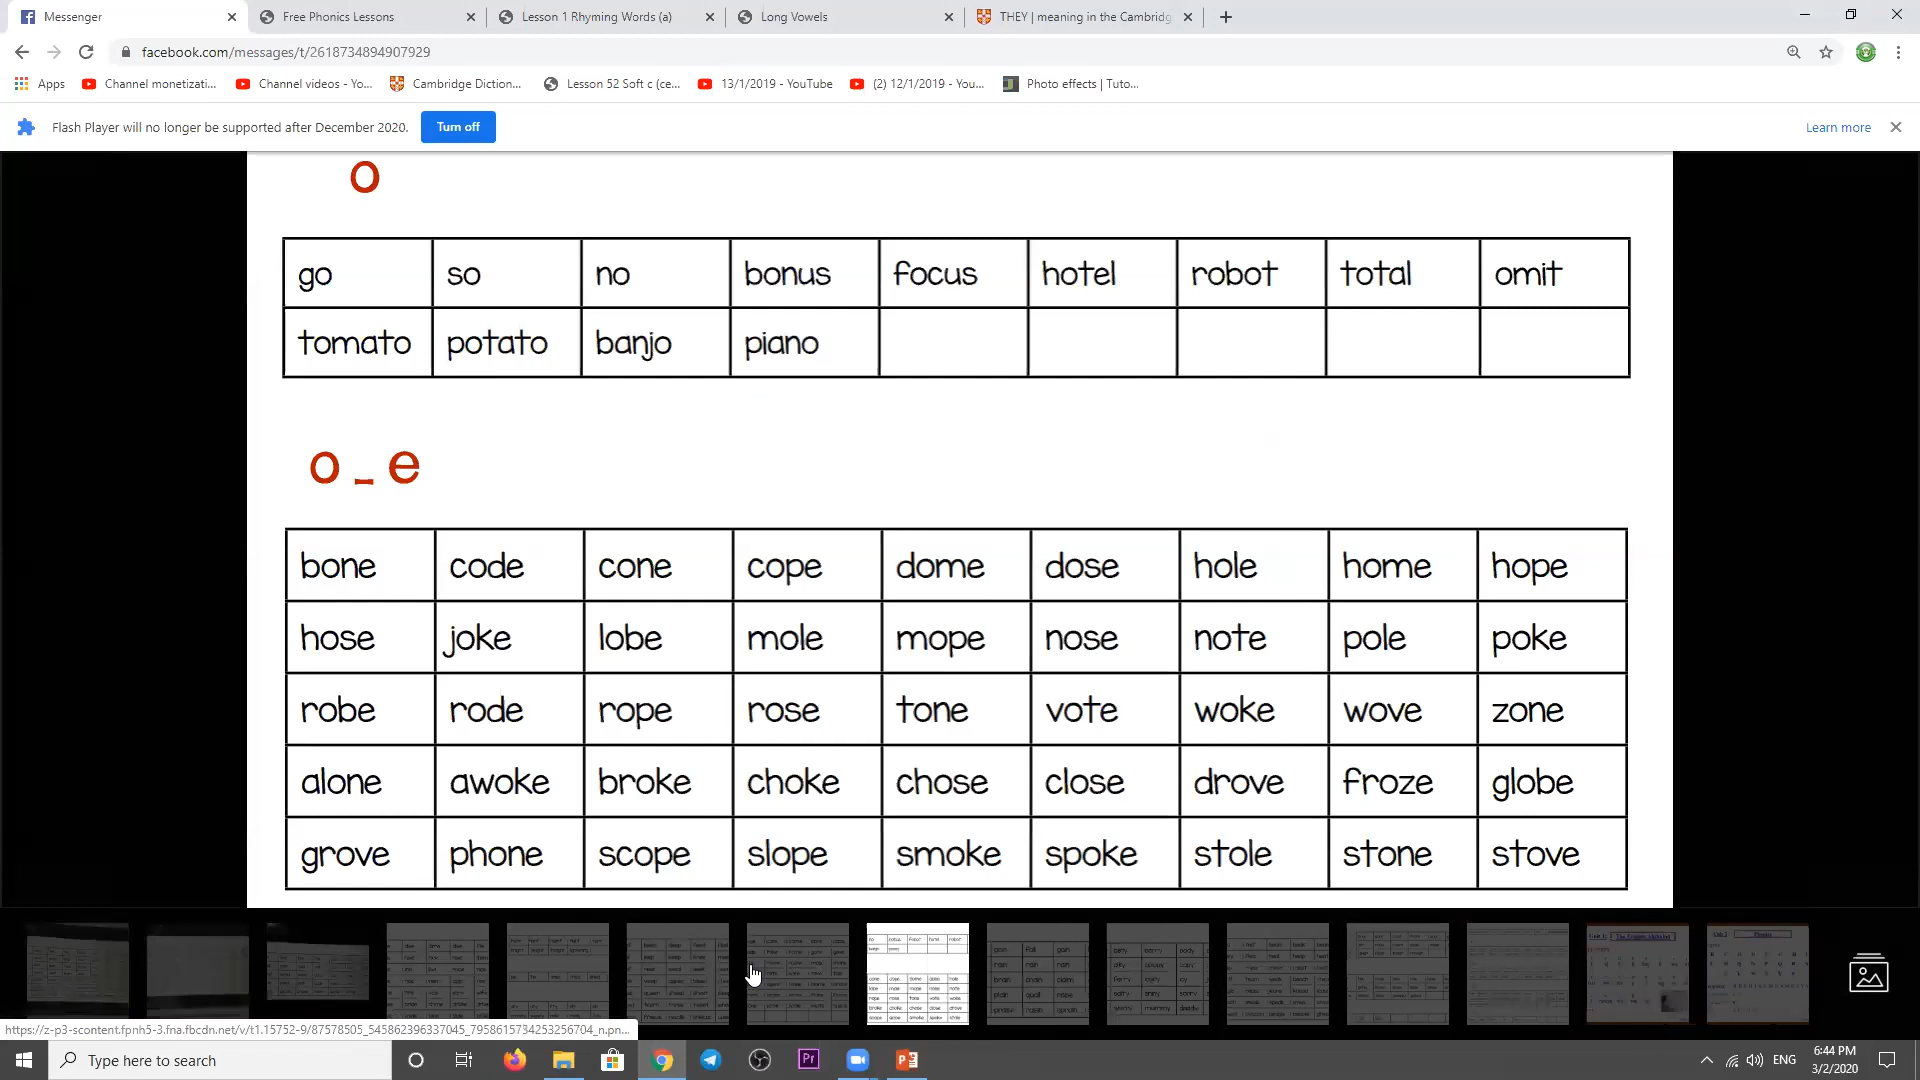 Messenger
Free Phonics Lessons
Lesson 1 Rhyming Words (a)
Long Vowels
THEY | meaning in the Cambridg
facebook.com/messages/t/2618734894907929
Apps
Channel monetizati...
Channel videos - Yo...
Cambridge Diction...
Lesson 52 Soft c (ce...
13/1/2019 - YouTube
(2) 12/1/2019 - You...
Photo effects | Tuto...
Flash Player will no longer be supported after December 2020.
Turn off
Learn more
o
go so no bonus focus hotel robot total omit
tomato potato banjo piano
o - e
bone code cone cope dome dose hole home hope
hose joke lobe mole mope nose note pole poke
robe rode rope rose tone vote woke wove zone
alone awoke broke choke chose close drove froze globe
grove phone scope slope smoke spoke stole stone stove
https://z-p3-scontent.fpnh5-3.fna.fbcdn.net/v/t1.15752-9/87578505_545862396337045_7958615734253256704_n.pn...
Type here to search
Pr
ENG
6:44 PM
3/2/2020